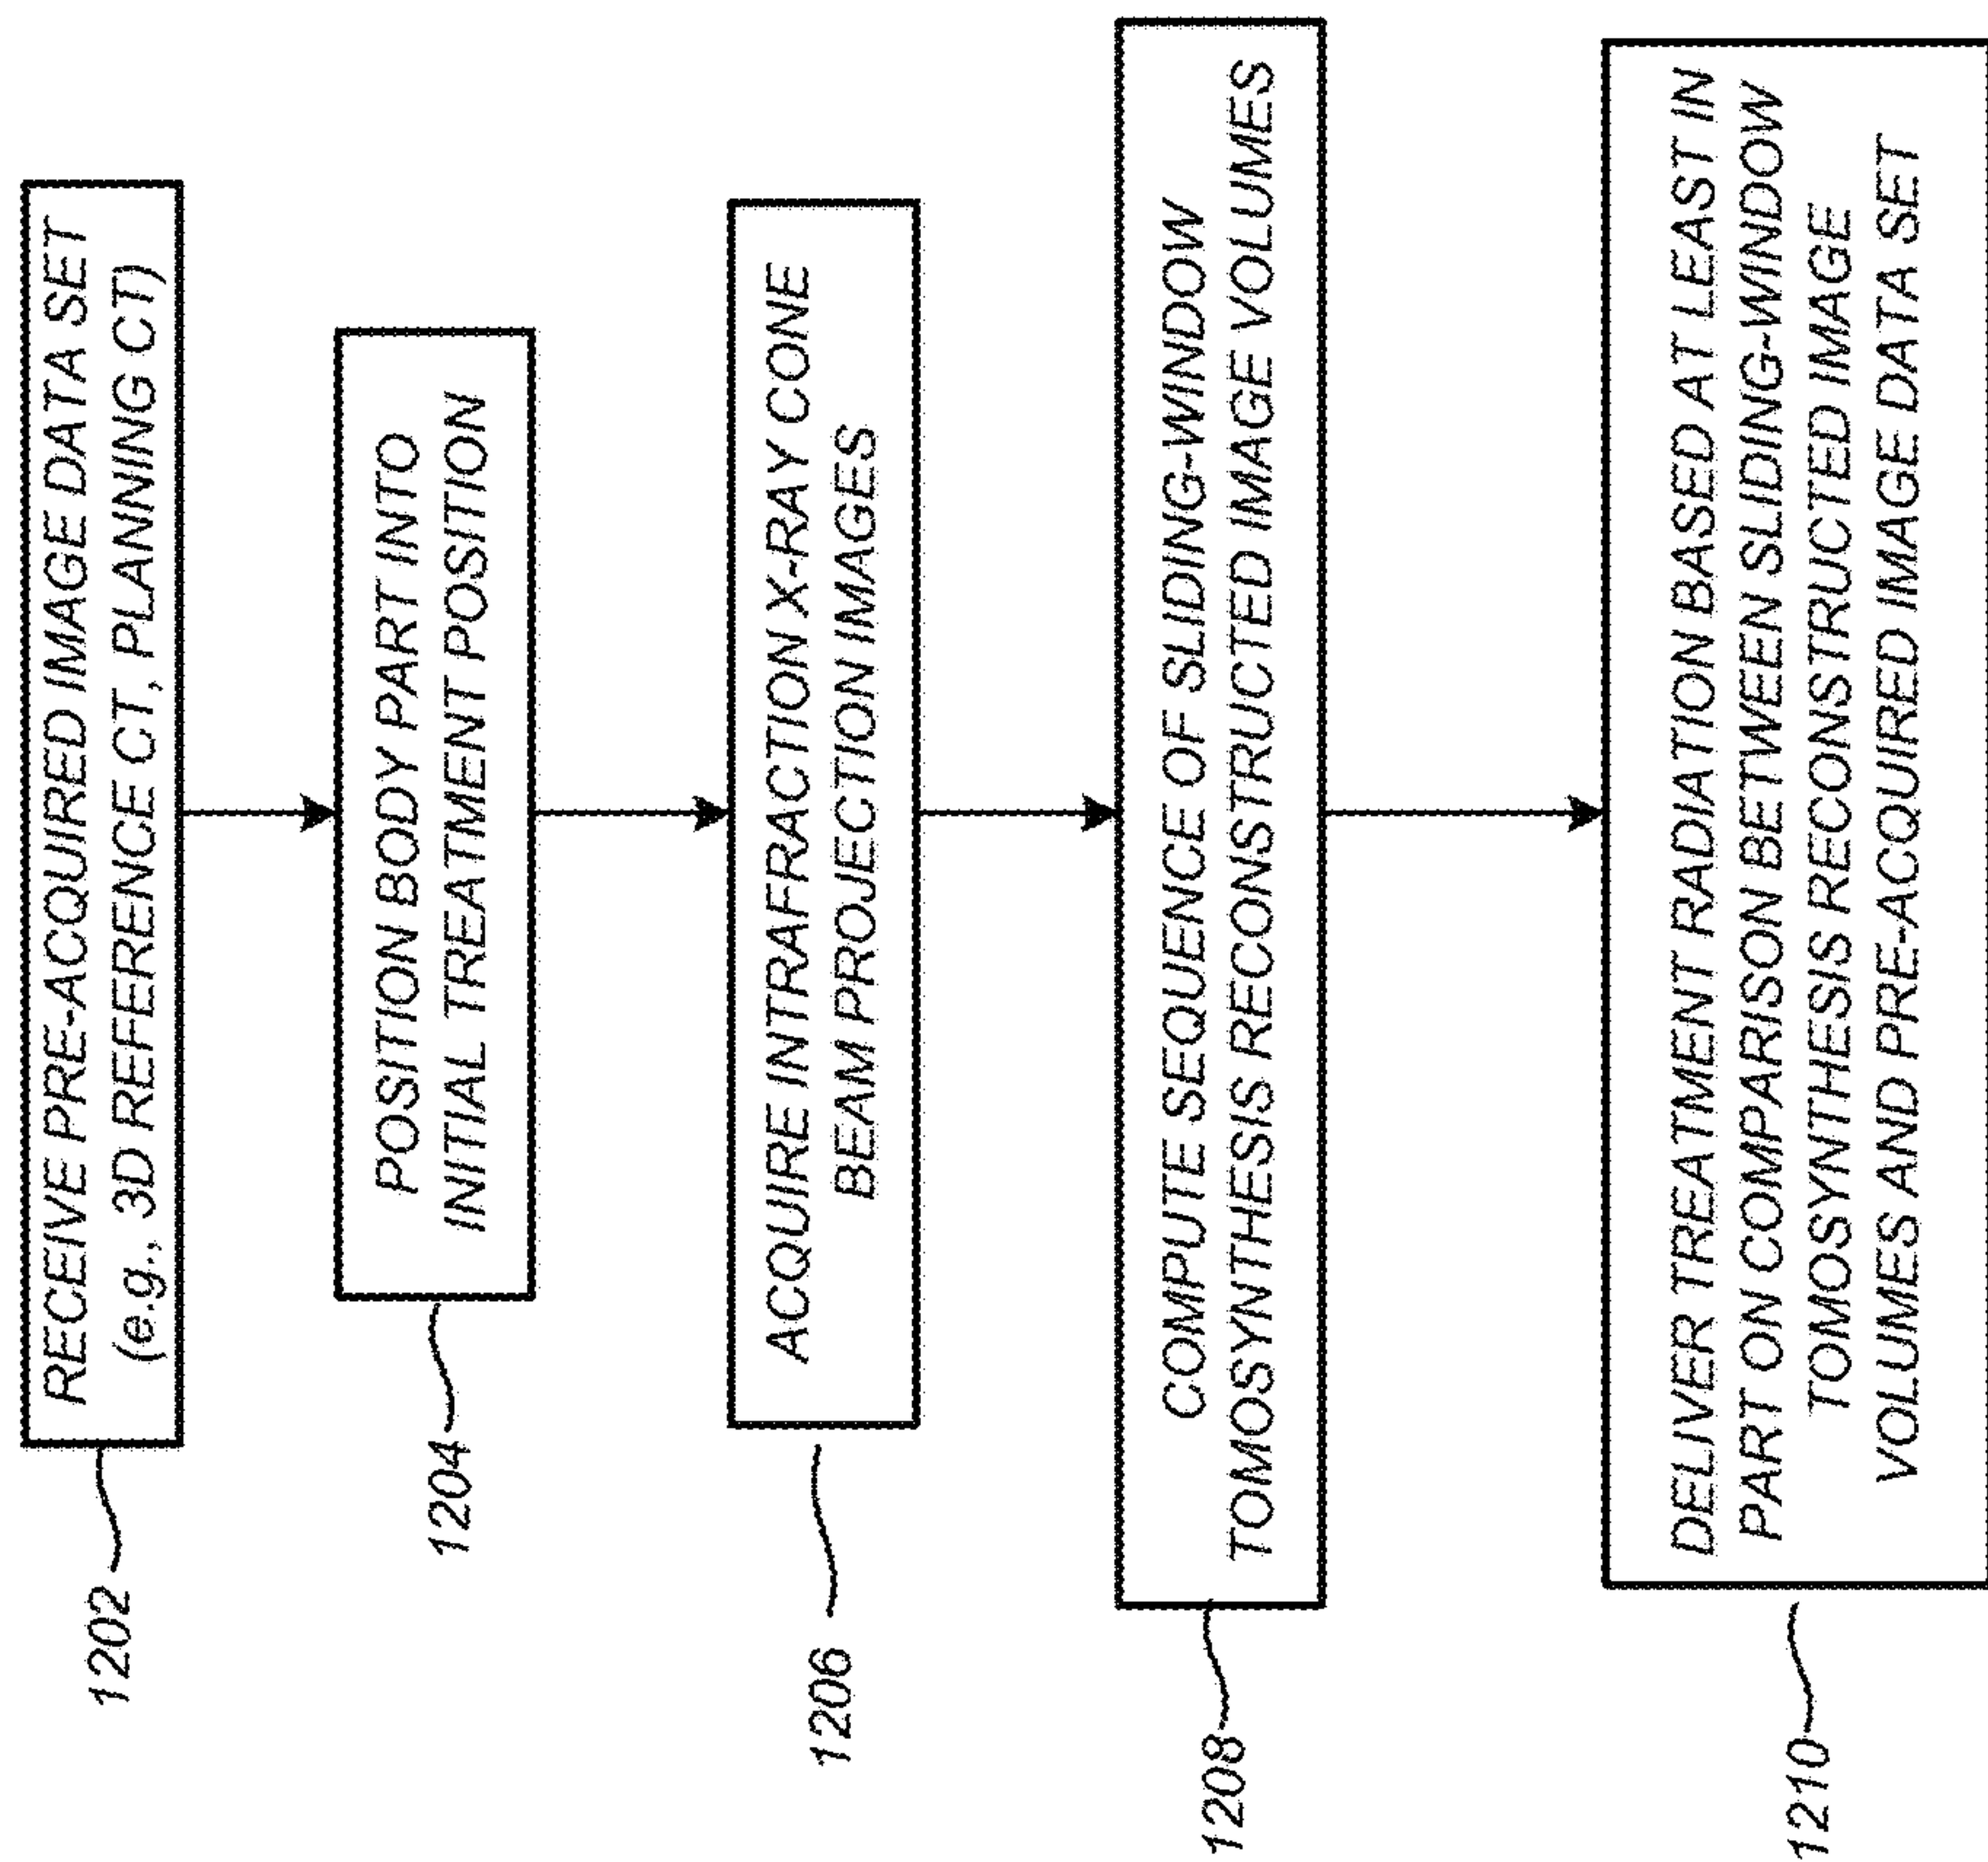 RECEIVE PRE-ACQUIRED IMAGE DATA SET
(e.g., 3D REFERENCE CT, PLANNING CT)
1202
POSITION BODY PART INTO
INITIAL TREATMENT POSITION
1204
ACQUIRE INTRAFRACTION X-RAY CONE
BEAM PROJECTION IMAGES
1206
COMPUTE SEQUENCE OF SLIDING-WINDOW
TOMOSYNTHESIS RECONSTRUCTED IMAGE VOLUMES
1208
DELIVER TREATMENT RADIATION BASED AT LEAST IN
PART ON COMPARISON BETWEEN SLIDING-WINDOW
TOMOSYNTHESIS RECONSTRUCTED IMAGE
VOLUMES AND PRE-ACQUIRED IMAGE DATA SET
1210